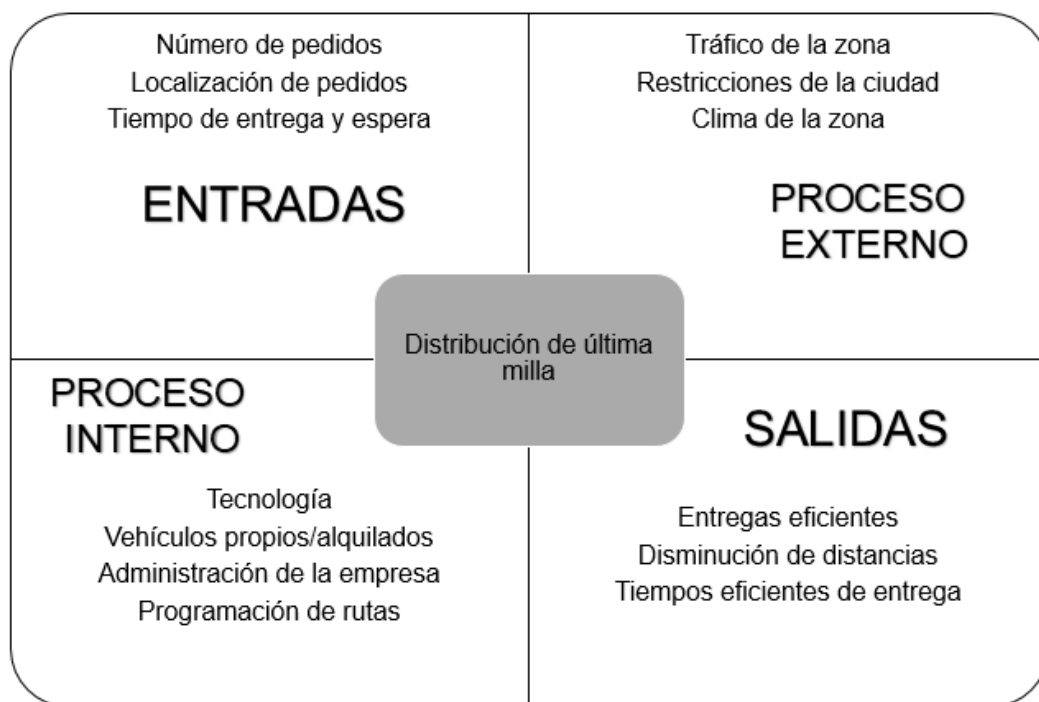 Número de pedidos
Localización de pedidos
Tiempo de entrega y espera
ENTRADAS
Tráfico de la zona
Restricciones de la ciudad
Clima de la zona
PROCESO
EXTERNO
Distribución de última
milla
PROCESO
INTERNO
Tecnología
Vehículos propios/alquilados
Administración de la empresa
Programación de rutas
SALIDAS
Entregas eficientes
Disminución de distancias
Tiempos eficientes de entrega